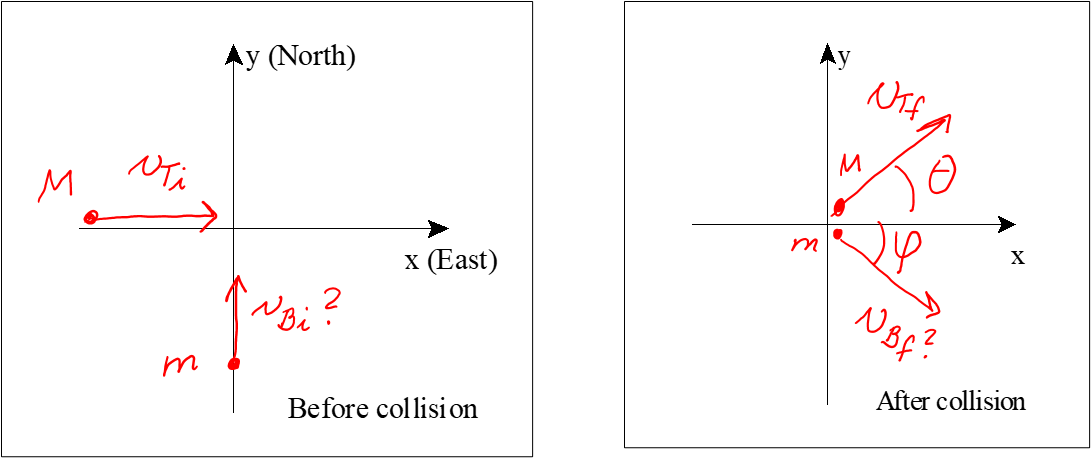 y (North)
M
v_Ti
x (East)
v_Bi ?
m
Before collision
y
v_Tf
M
θ
m
φ
x
v_Bf ?
After collision